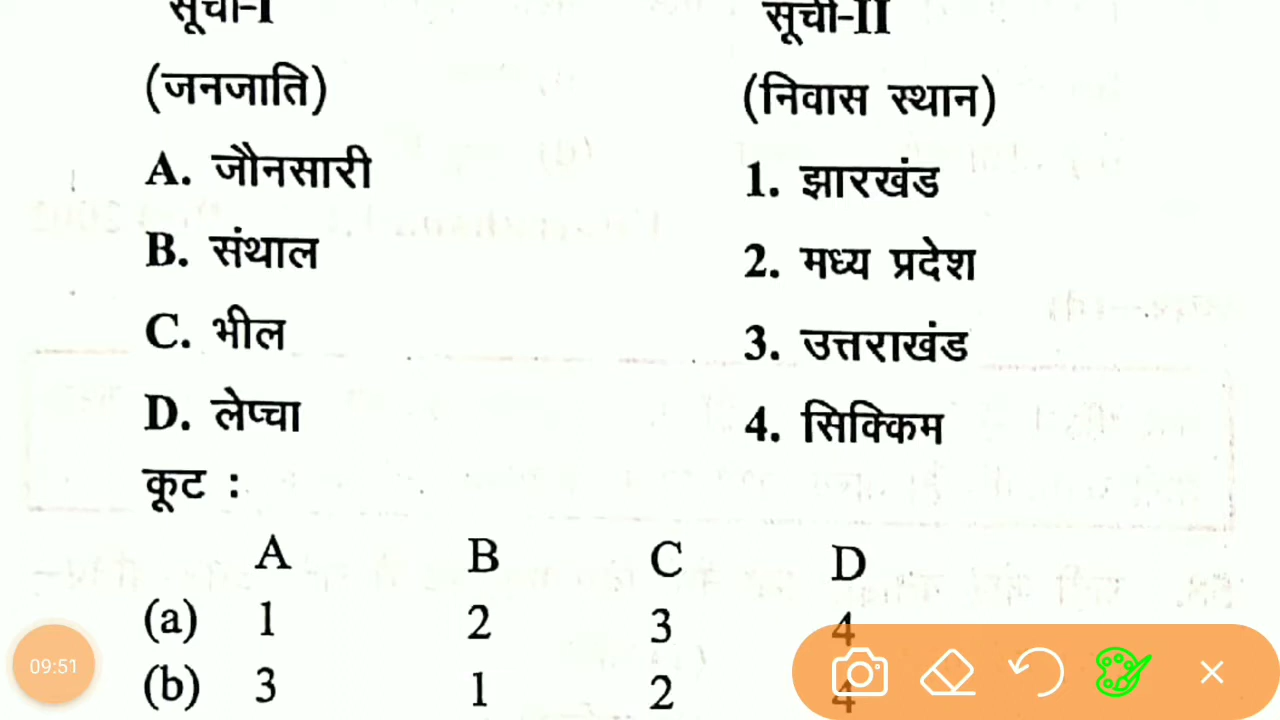 सूची-I सूची-II
(जनजाति) (निवास स्थान)
A. जौनसारी 1. झारखंड
B. संथाल 2. मध्य प्रदेश
C. भील 3. उत्तराखंड
D. लेप्चा 4. सिक्किम
कूट :
A B C D
(a) 1 2 3 4
(b) 3 1 2 4
09:51